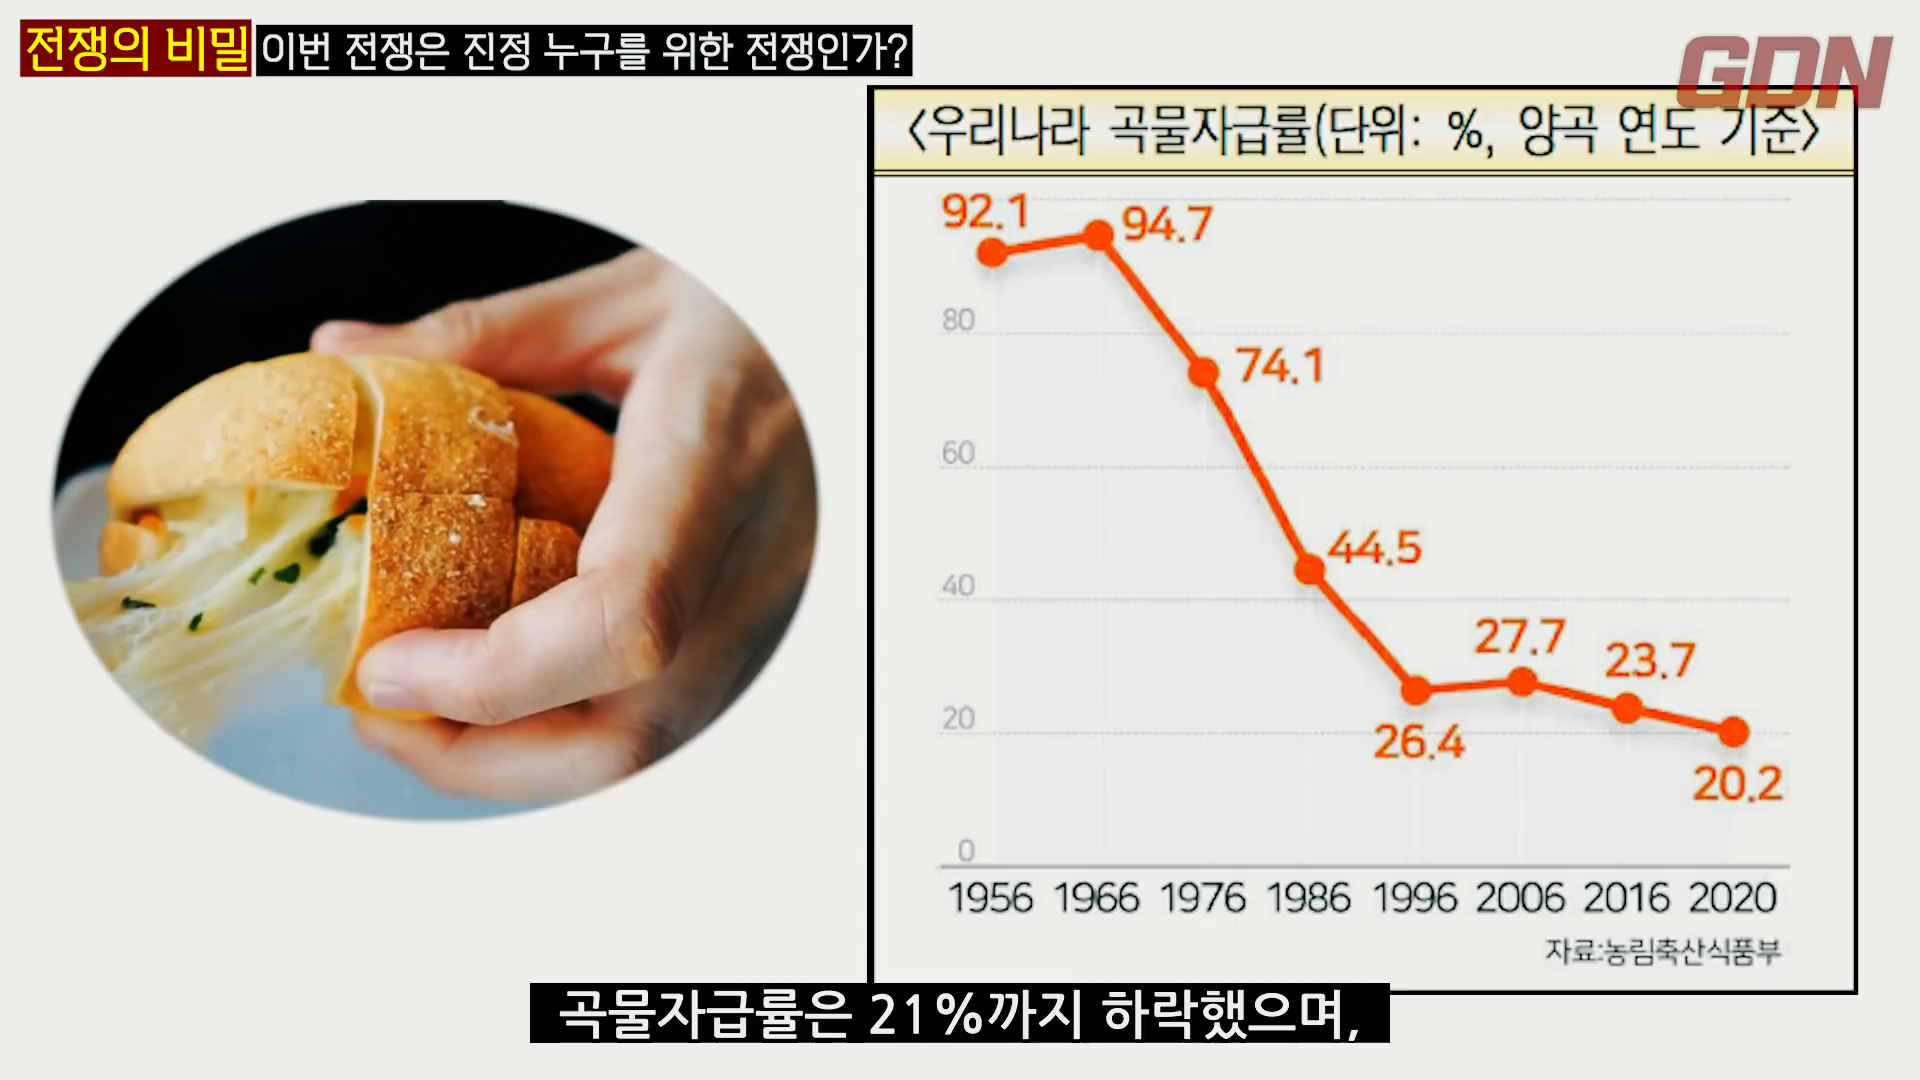 전쟁의 비밀 이번 전쟁은 진정 누구를 위한 전쟁인가?
GDN
<우리나라 곡물자급률(단위: %, 양곡 연도 기준>
92.1
94.7
80
74.1
60
44.5
40
27.7
23.7
20
26.4
20.2
0
1956 1966 1976 1986 1996 2006 2016 2020
자료:농림축산식품부
곡물자급률은 21%까지 하락했으며,